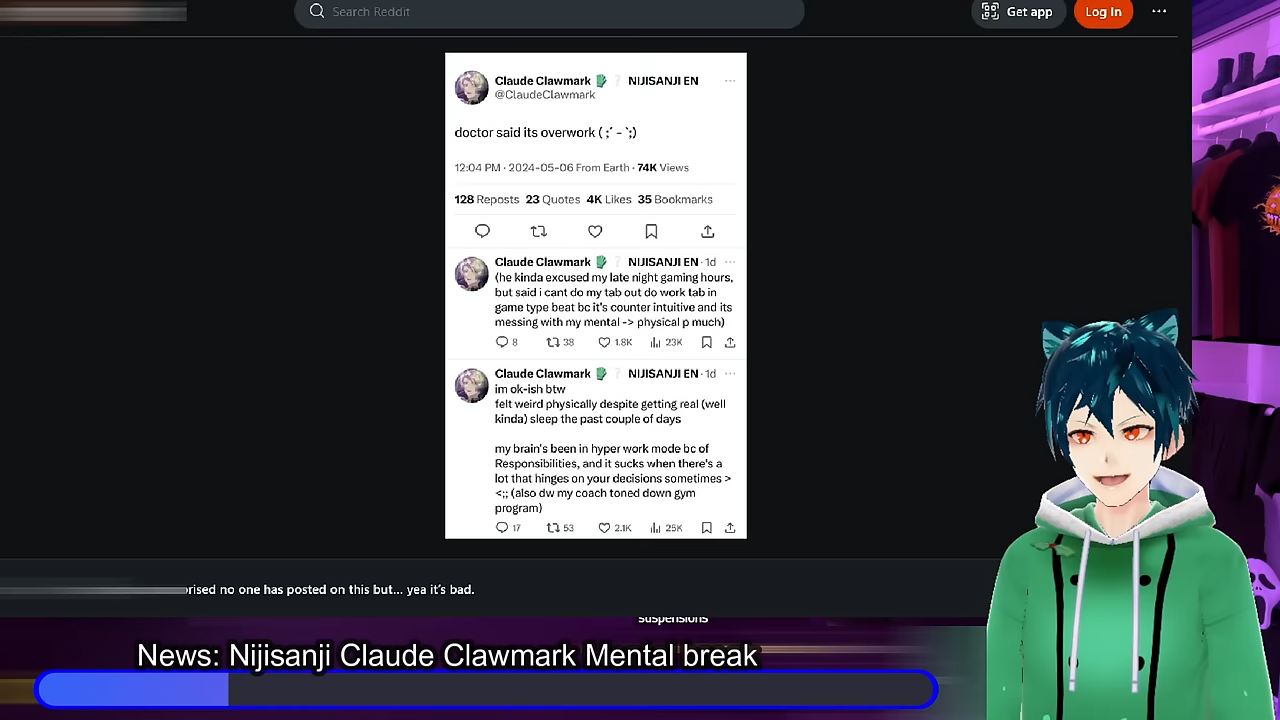 Search Reddit
Get app
Log In
Claude Clawmark NIJISANJI EN
@ClaudeClawmark
doctor said its overwork ( ;´ - `;)
12:04 PM · 2024-05-06 From Earth · 74K Views
128 Reposts 23 Quotes 4K Likes 35 Bookmarks
Claude Clawmark NIJISANJI EN · 1d
(he kinda excused my late night gaming hours,
but said i cant do my tab out do work tab in
game type beat bc it's counter intuitive and its
messing with my mental -> physical p much)
8 38 1.8K 23K
Claude Clawmark NIJISANJI EN · 1d
im ok-ish btw
felt weird physically despite getting real (well
kinda) sleep the past couple of days
my brain's been in hyper work mode bc of
Responsibilities, and it sucks when there's a
lot that hinges on your decisions sometimes >
<;; (also dw my coach toned down gym
program)
17 53 2.1K 25K
no one has posted on this but... yea it's bad.
suspensions
News: Nijisanji Claude Clawmark Mental break